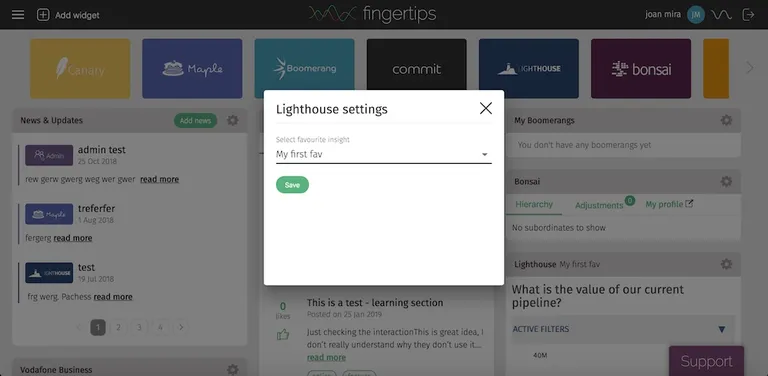 Add widget
fingertips
joan mira
JM
Canary
Maple
Boomerang
commit
LIGHTHOUSE
bonsai
News & Updates
Add news
Admin
admin test
25 Oct 2018
rew gerw gwerg weg wer gwer read more
Maple
treferfer
1 Aug 2018
fergerg read more
LIGHTHOUSE
test
19 Jul 2018
frg werg. Pachess read more
< 1 2 3 4 >
Vodafone Business
Lighthouse settings
Select favourite insight
My first fav
Save
0
likes
This is a test - learning section
Posted on 25 Jan 2019
Just checking the interactionThis is great idea, I
don't really understand why they don't use it...
read more
My Boomerangs
You don't have any boomerangs yet
Bonsai
Hierarchy
Adjustments
0
My profile
No subordinates to show
Lighthouse My first fav
What is the value of our current
pipeline?
ACTIVE FILTERS
40M
Support